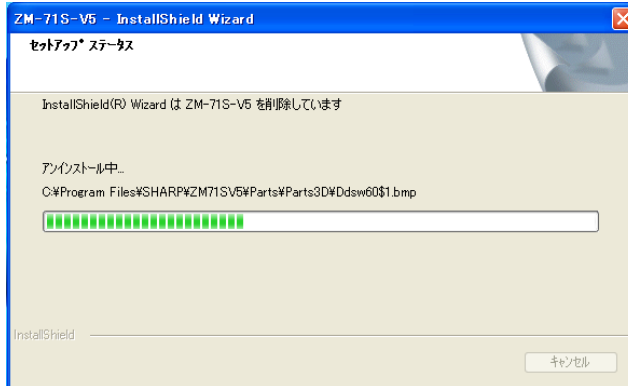 ZM-71S-V5 - InstallShield Wizard
セットアップ ステータス
InstallShield(R) Wizard は ZM-71S-V5 を削除しています
アンインストール中...
C:¥Program Files¥SHARP¥ZM71SV5¥Parts¥Parts3D¥Ddsw60$1.bmp
InstallShield
キャンセル